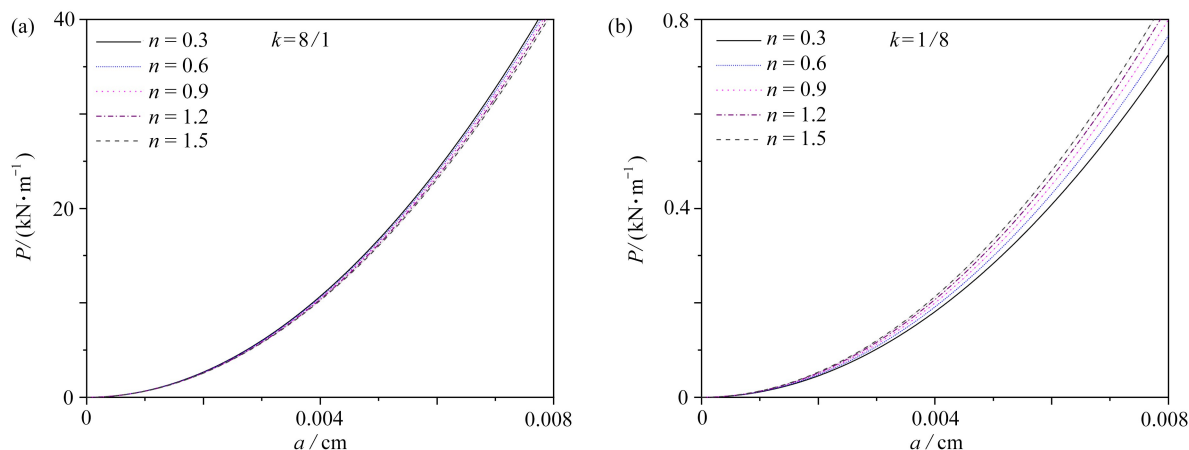 (a)
40
n = 0.3
k=8/1
n = 0.6
n = 0.9
n = 1.2
n = 1.5
20
0
P/(kN·m⁻¹)
0
0.004
0.008
a/cm
(b)
0.8
n = 0.3
k=1/8
n = 0.6
n = 0.9
n = 1.2
n = 1.5
0.4
0
P/(kN·m⁻¹)
0
0.004
0.008
a/cm